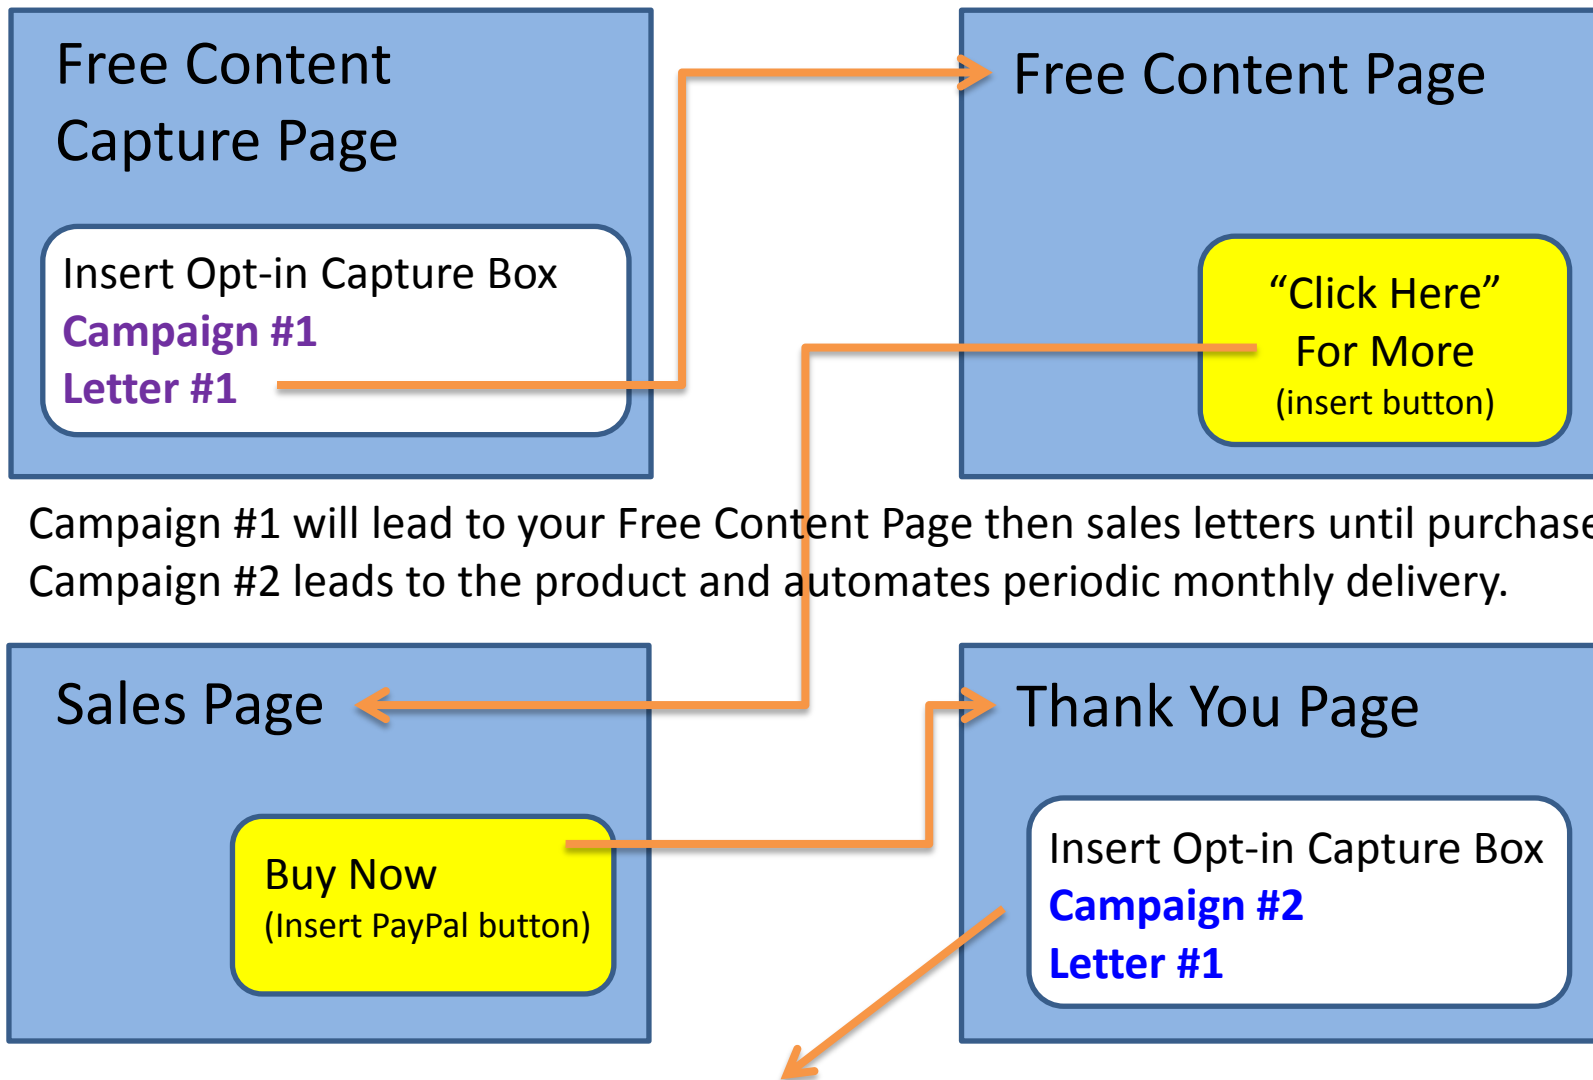 Free Content
Capture Page
Insert Opt-in Capture Box
Campaign #1
Letter #1
Free Content Page
“Click Here”
For More
(insert button)
Campaign #1 will lead to your Free Content Page then sales letters until purchase
Campaign #2 leads to the product and automates periodic monthly delivery.
Sales Page
Buy Now
(Insert PayPal button)
Thank You Page
Insert Opt-in Capture Box
Campaign #2
Letter #1